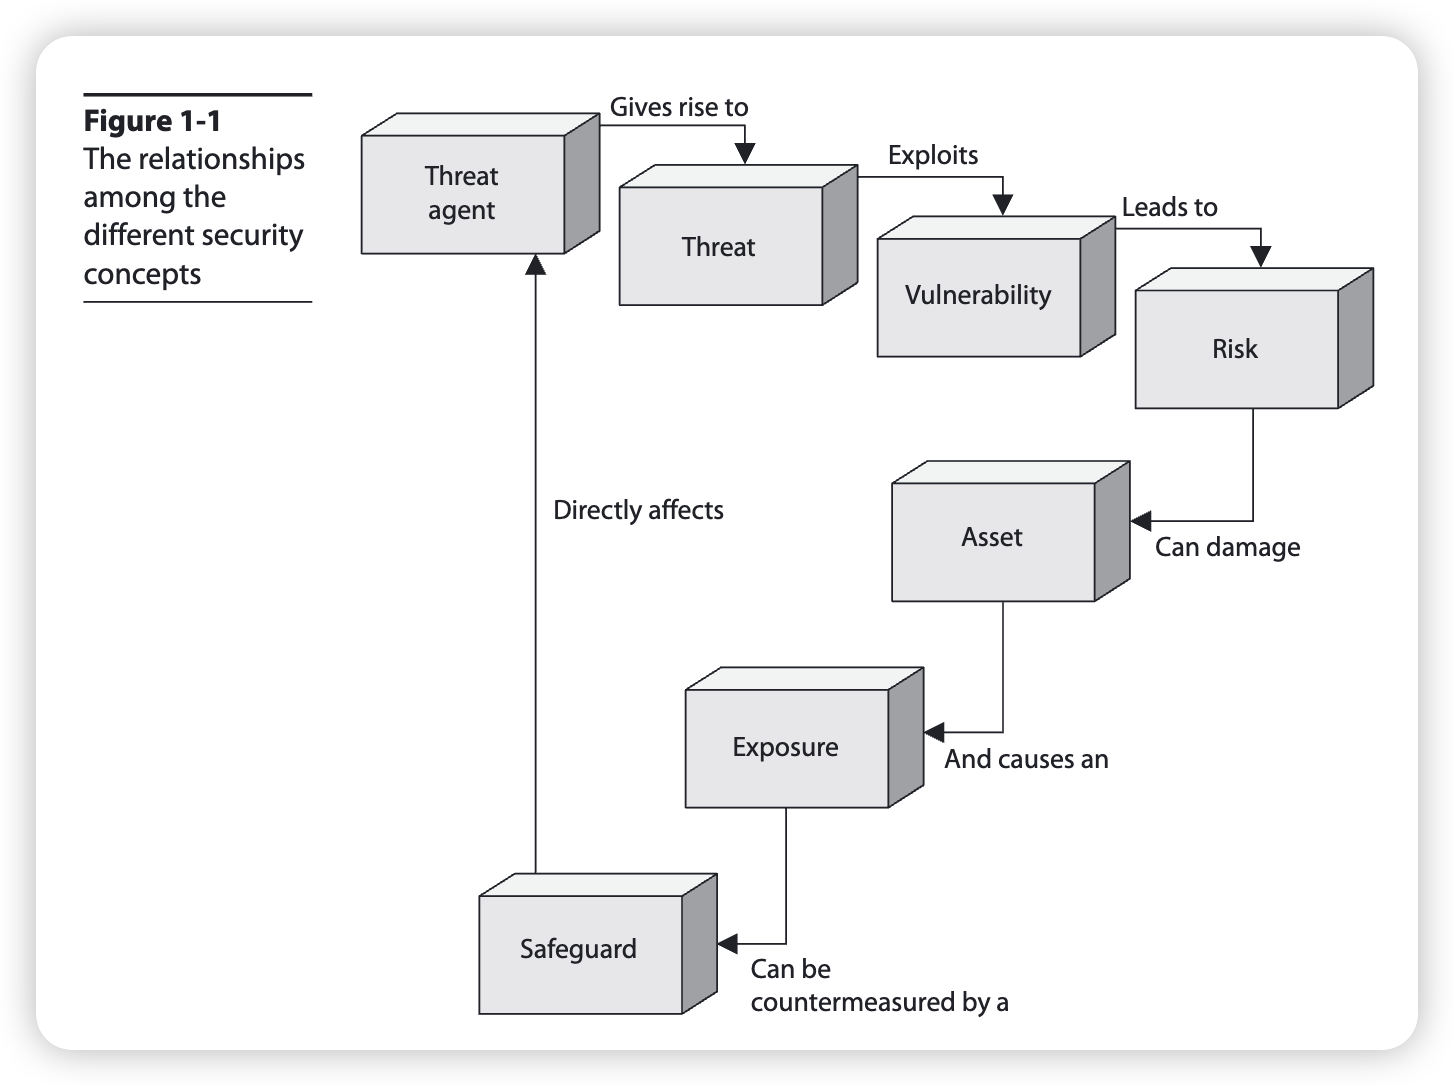 Figure 1-1
The relationships
among the
different security
concepts
Gives rise to
Threat
agent
Exploits
Threat
Leads to
Vulnerability
Risk
Directly affects
Asset
Can damage
Exposure
And causes an
Safeguard
Can be
countermeasured by a